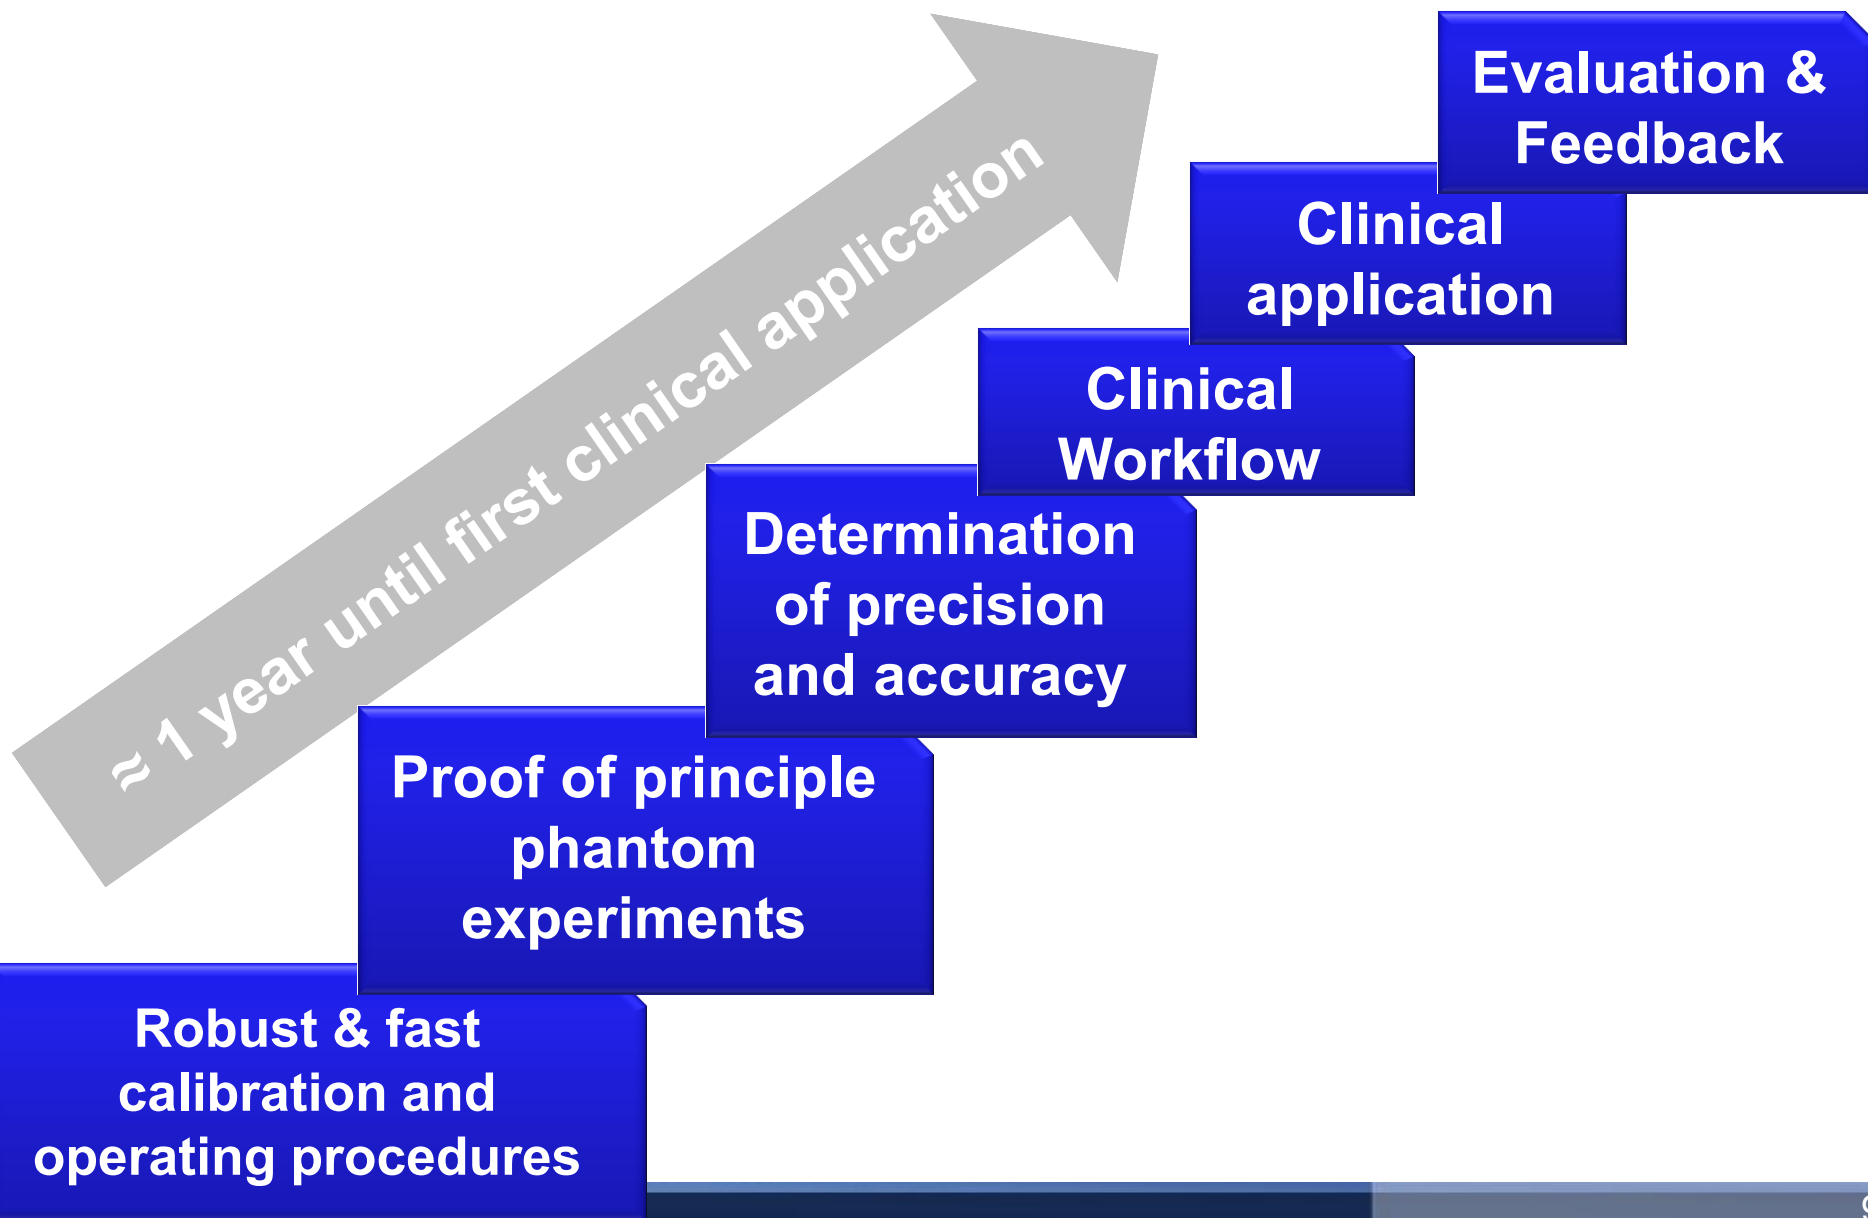 ≈ 1 year until first clinical application
Evaluation &
Feedback
Clinical
application
Clinical
Workflow
Determination
of precision
and accuracy
Proof of principle
phantom
experiments
Robust & fast
calibration and
operating procedures